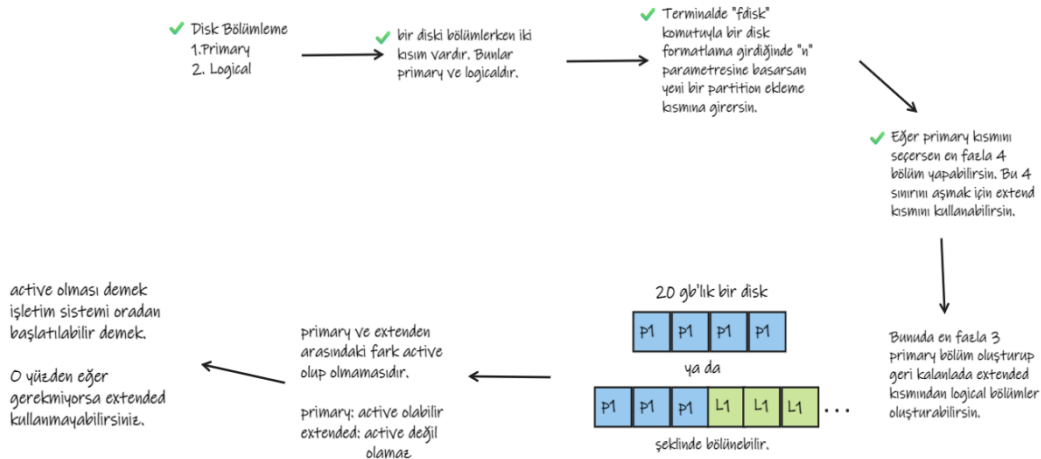 Disk Bölümleme
1.Primary
2. Logical
bir diski bölümlerken iki
kısım vardır. Bunlar
primary ve logicaldır.
Terminalde "fdisk"
komutuyla bir disk
formatlama girdiğinde "n"
parametresine basarsan
yeni bir partition ekleme
kısmına girersin.
Eğer primary kısmını
seçersen en fazla 4
bölüm yapabilirsin. Bu 4
sınırını aşmak için extend
kısmını kullanabilirsin.
Bunuda en fazla 3
primary bölüm oluşturup
geri kalanlada extended
kısmından logical bölümler
oluşturabilirsin.
20 gb'lık bir disk
P1 P1 P1 P1
ya da
P1 P1 P1 L1 L1 L1 ...
şeklinde bölünebilir.
primary ve extenden
arasındaki fark active
olup olmamasıdır.
primary: active olabilir
extended: active değil
olamaz
active olması demek
işletim sistemi oradan
başlatılabilir demek.
O yüzden eğer
gerekmiyorsa extended
kullanmayabilirsiniz.